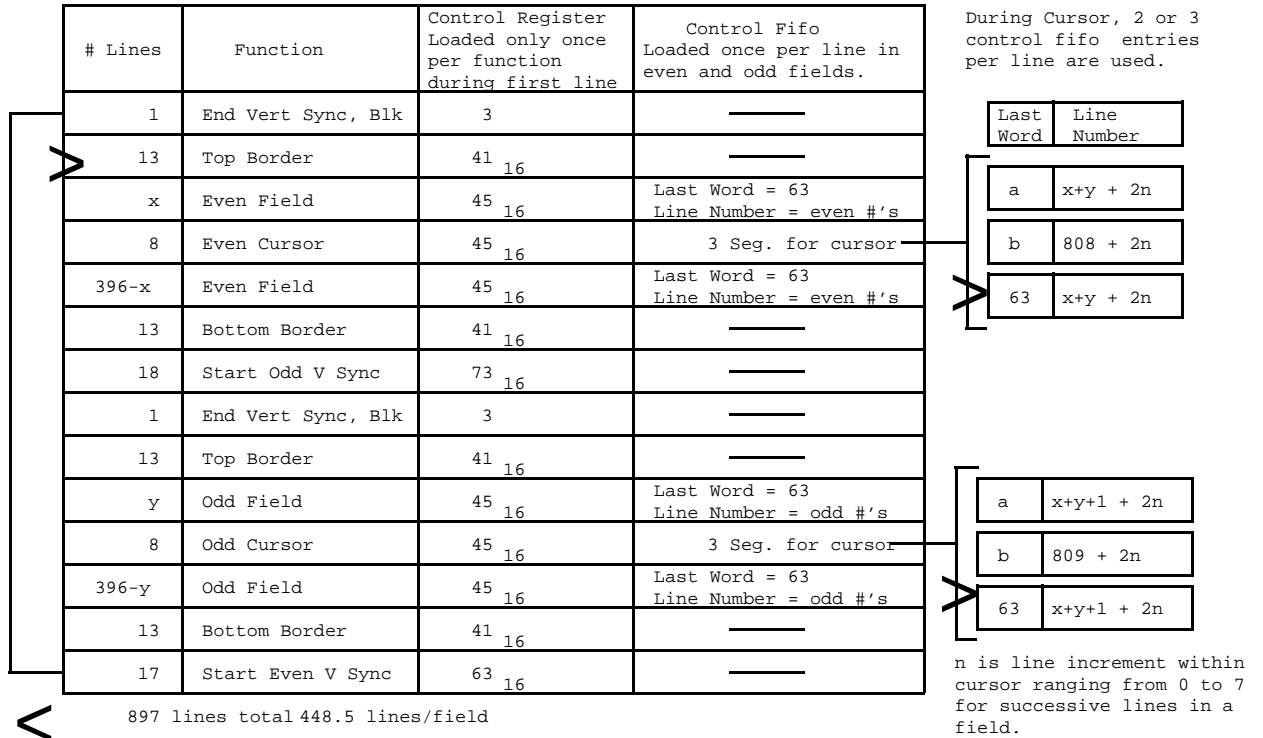 # Lines
Function
Control Register
Loaded only once
per function
during first line
Control Fifo
Loaded once per line in
even and odd fields.
1 End Vert Sync, Blk 3
13 Top Border 41 16
x Even Field 45 16 Last Word = 63
Line Number = even #'s
8 Even Cursor 45 16 3 Seg. for cursor
396-x Even Field 45 16 Last Word = 63
Line Number = even #'s
13 Bottom Border 41 16
18 Start Odd V Sync 73 16
1 End Vert Sync, Blk 3
13 Top Border 41 16
y Odd Field 45 16 Last Word = 63
Line Number = odd #'s
8 Odd Cursor 45 16 3 Seg. for cursor
396-y Odd Field 45 16 Last Word = 63
Line Number = odd #'s
13 Bottom Border 41 16
17 Start Even V Sync 63 16
897 lines total 448.5 lines/field
During Cursor, 2 or 3
control fifo entries
per line are used.
Last Word
Line Number
a x+y + 2n
b 808 + 2n
63 x+y + 2n
a x+y+1 + 2n
b 809 + 2n
63 x+y+1 + 2n
n is line increment within
cursor ranging from 0 to 7
for successive lines in a
field.